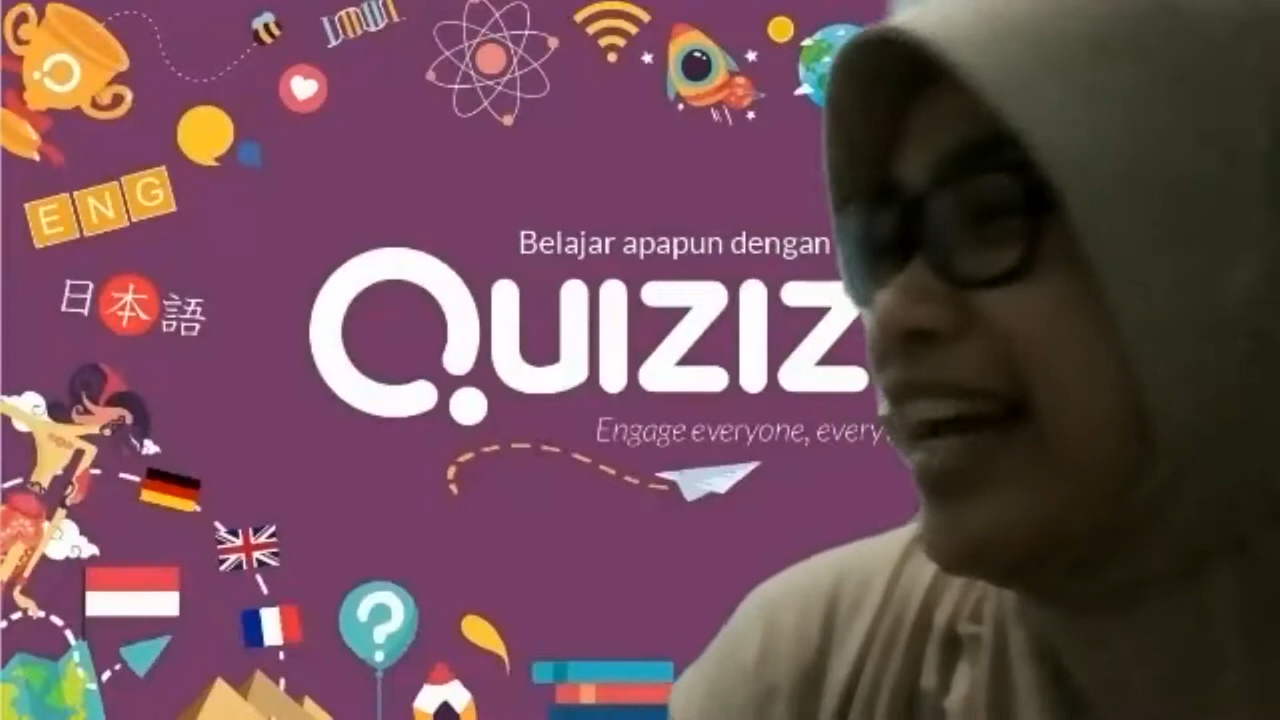 ENG
日本語
Belajar apapun dengan
QUIZIZ
Engage everyone, every